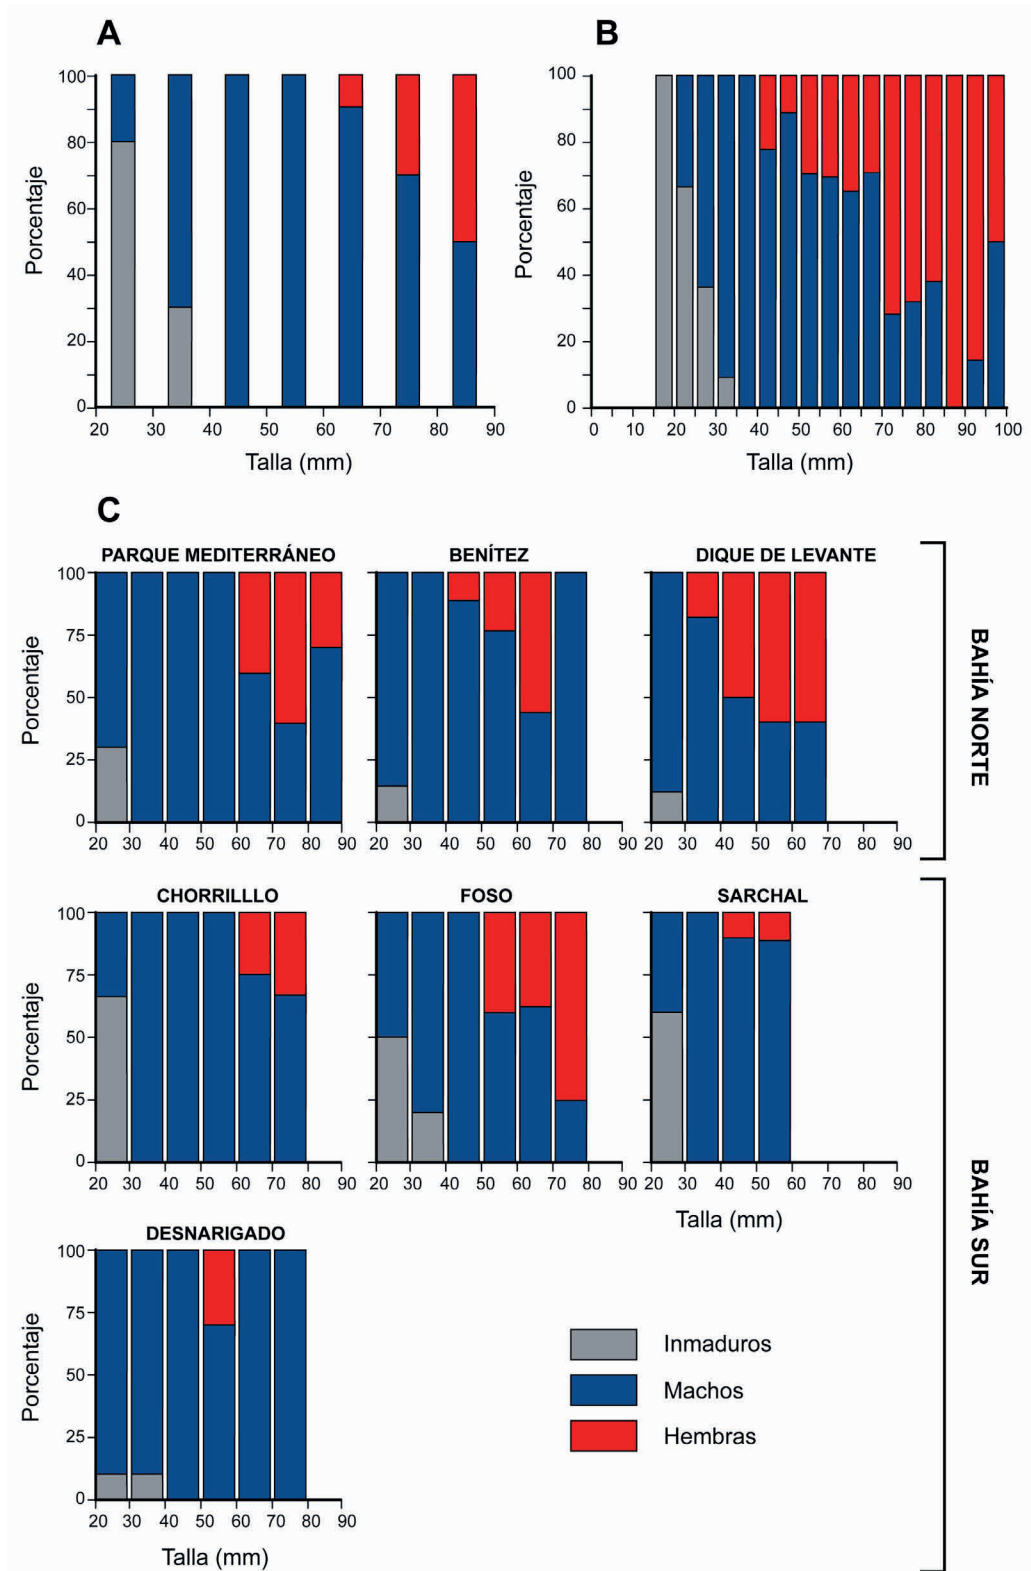 A
B
100
80
60
40
20
0
Porcentaje
20 30 40 50 60 70 80 90
Talla (mm)
100
80
60
40
20
0
Porcentaje
0 10 20 30 40 50 60 70 80 90 100
Talla (mm)
C
PARQUE MEDITERRÁNEO
100
75
50
25
0
Porcentaje
20 30 40 50 60 70 80 90
BENÍTEZ
20 30 40 50 60 70 80 90
DIQUE DE LEVANTE
20 30 40 50 60 70 80 90
BAHÍA NORTE
CHORRILLLO
100
75
50
25
0
Porcentaje
20 30 40 50 60 70 80 90
FOSO
20 30 40 50 60 70 80 90
SARCHAL
20 30 40 50 60 70 80 90
Talla (mm)
BAHÍA SUR
DESNARIGADO
100
75
50
25
0
Porcentaje
20 30 40 50 60 70 80 90
Talla (mm)
Inmaduros
Machos
Hembras